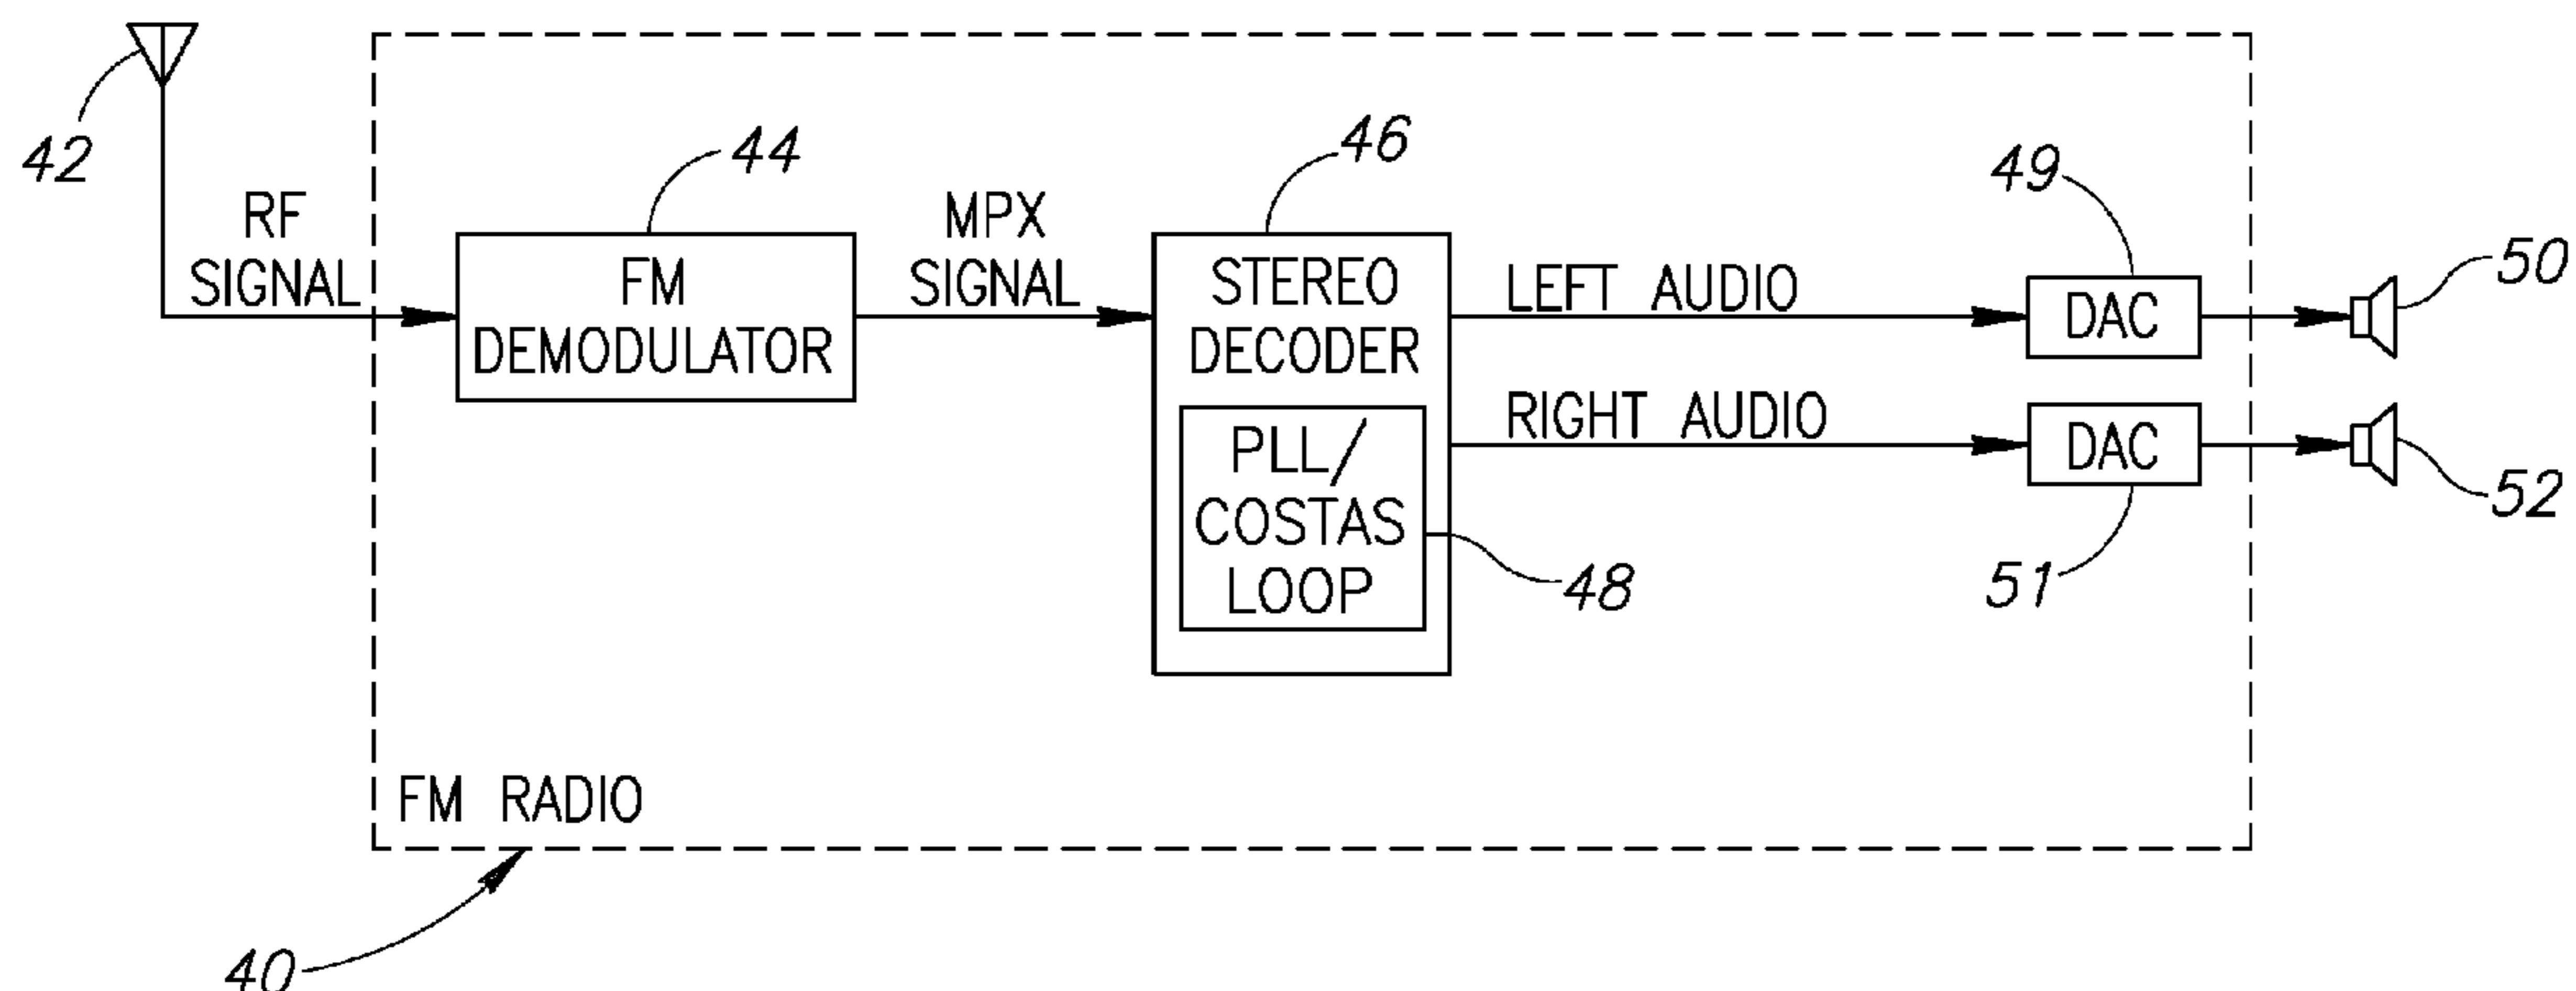 42
RF
SIGNAL
44
FM
DEMODULATOR
MPX
SIGNAL
46
STEREO
DECODER
PLL/
COSTAS
LOOP
48
LEFT AUDIO
RIGHT AUDIO
49
DAC
50
DAC
51
52
FM RADIO
40